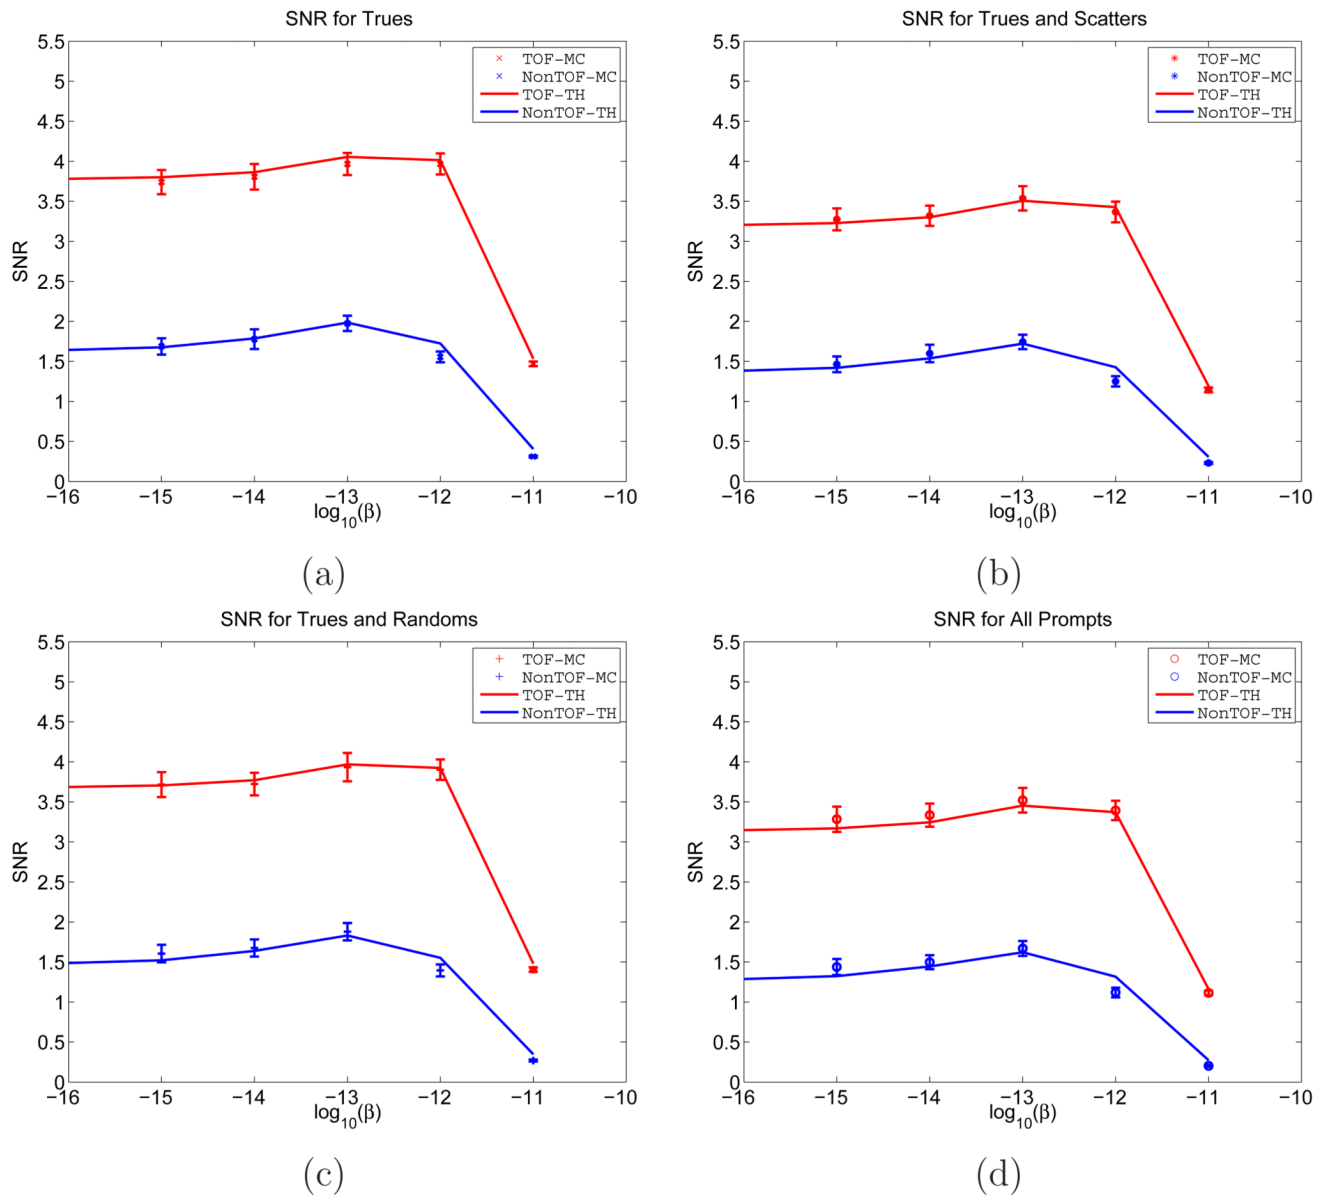 SNR for Trues
5.5
5
4.5
4
3.5
3
2.5
2
1.5
1
0.5
0
SNR
TOF-MC
NonTOF-MC
TOF-TH
NonTOF-TH
−16 −15 −14 −13 −12 −11 −10
log10(β)
(a)
SNR for Trues and Scatters
5.5
5
4.5
4
3.5
3
2.5
2
1.5
1
0.5
0
SNR
TOF-MC
NonTOF-MC
TOF-TH
NonTOF-TH
−16 −15 −14 −13 −12 −11 −10
log10(β)
(b)
SNR for Trues and Randoms
5.5
5
4.5
4
3.5
3
2.5
2
1.5
1
0.5
0
SNR
TOF-MC
NonTOF-MC
TOF-TH
NonTOF-TH
−16 −15 −14 −13 −12 −11 −10
log10(β)
(c)
SNR for All Prompts
5.5
5
4.5
4
3.5
3
2.5
2
1.5
1
0.5
0
SNR
TOF-MC
NonTOF-MC
TOF-TH
NonTOF-TH
−16 −15 −14 −13 −12 −11 −10
log10(β)
(d)